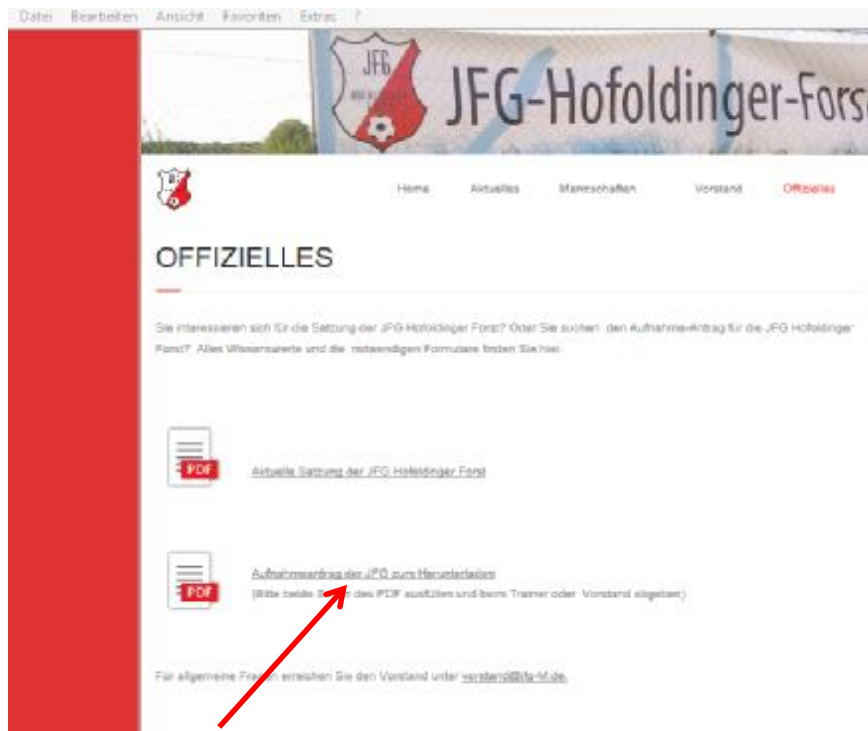 Datei Bearbeiten Ansicht Favoriten Extras ?
JFG
JFG-Hofoldinger-Fors
Home Aktuelles Mannschaften Vorstand Offizielles
OFFIZIELLES
Sie interessieren sich für die Satzung der JFG Hofoldinger Forst? Oder Sie suchen den Aufnahme-Antrag für die JFG Hofoldinger
Forst? Alles Wissenswerte und die notwendigen Formulare finden Sie hier.
PDF
Aktuelle Satzung der JFG Hofoldinger Forst
PDF
Aufnahmeantrag der JFG zum Herunterladen
(Bitte beide des PDF ausfüllen und beim Trainer oder Vorstand abgeben)
Für allgemeine Fragen erreichen Sie den Vorstand unter